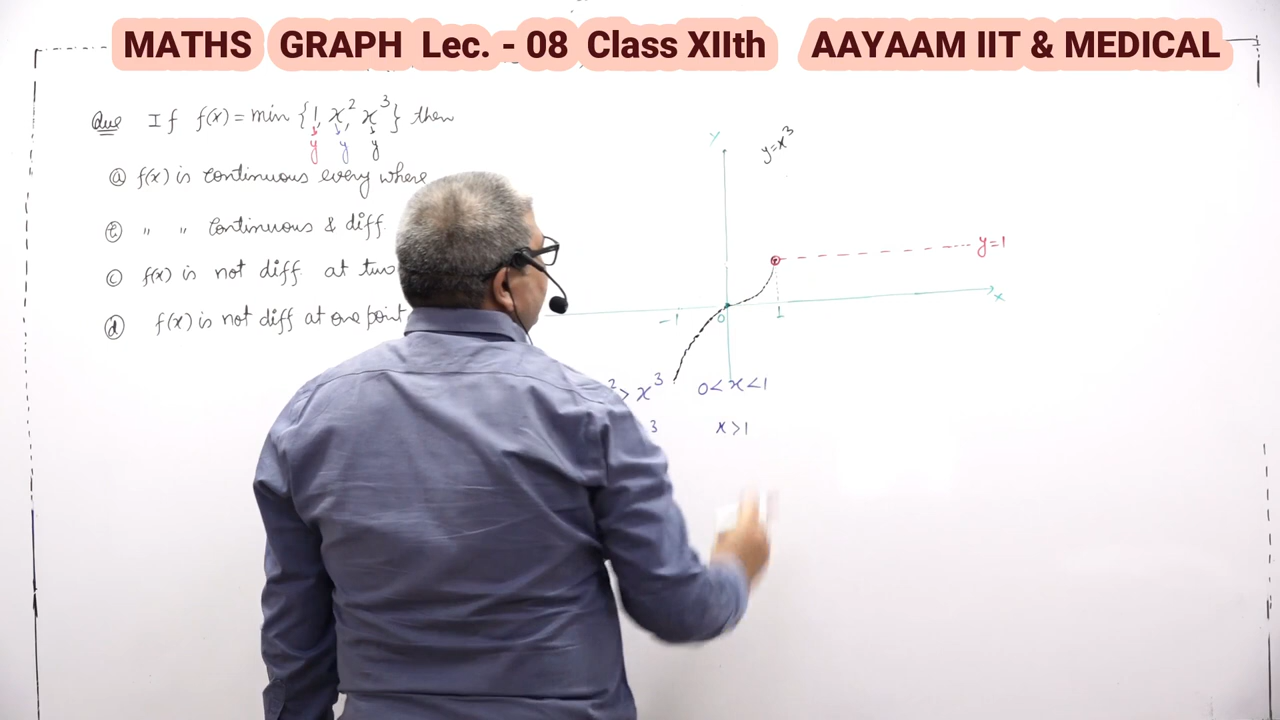 MATHS GRAPH Lec. - 08 Class XIIth AAYAAM IIT & MEDICAL
Que If f(x) = min {1, x², x³} then
y y y
(a) f(x) is continuous every where
(b) " " continuous & diff.
(c) f(x) is not diff. at two
(d) f(x) is not diff at one point
y
y=x³
y=1
x
-1 0 1
² > x³ 0<x<1
3 x>1